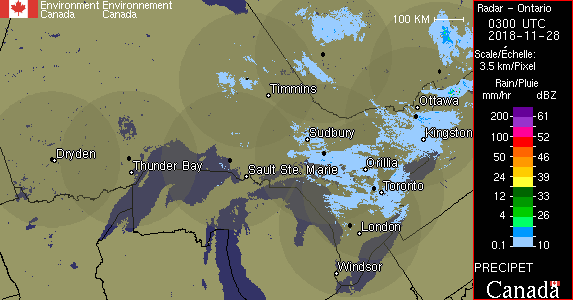 Environment Environnement
Canada Canada
100 KM
Timmins
Ottawa
Sudbury
Kingston
Dryden
Thunder Bay
Sault Ste. Marie
Orillia
Toronto
London
Windsor
Radar - Ontario
0300 UTC
2018-11-28
Scale/Échelle:
3.5 km/Pixel
Rain/Pluie
mm/hr dBZ
200 61
100 52
50 46
24 39
12 33
4 26
0.1 10
PRECIPET
Canada